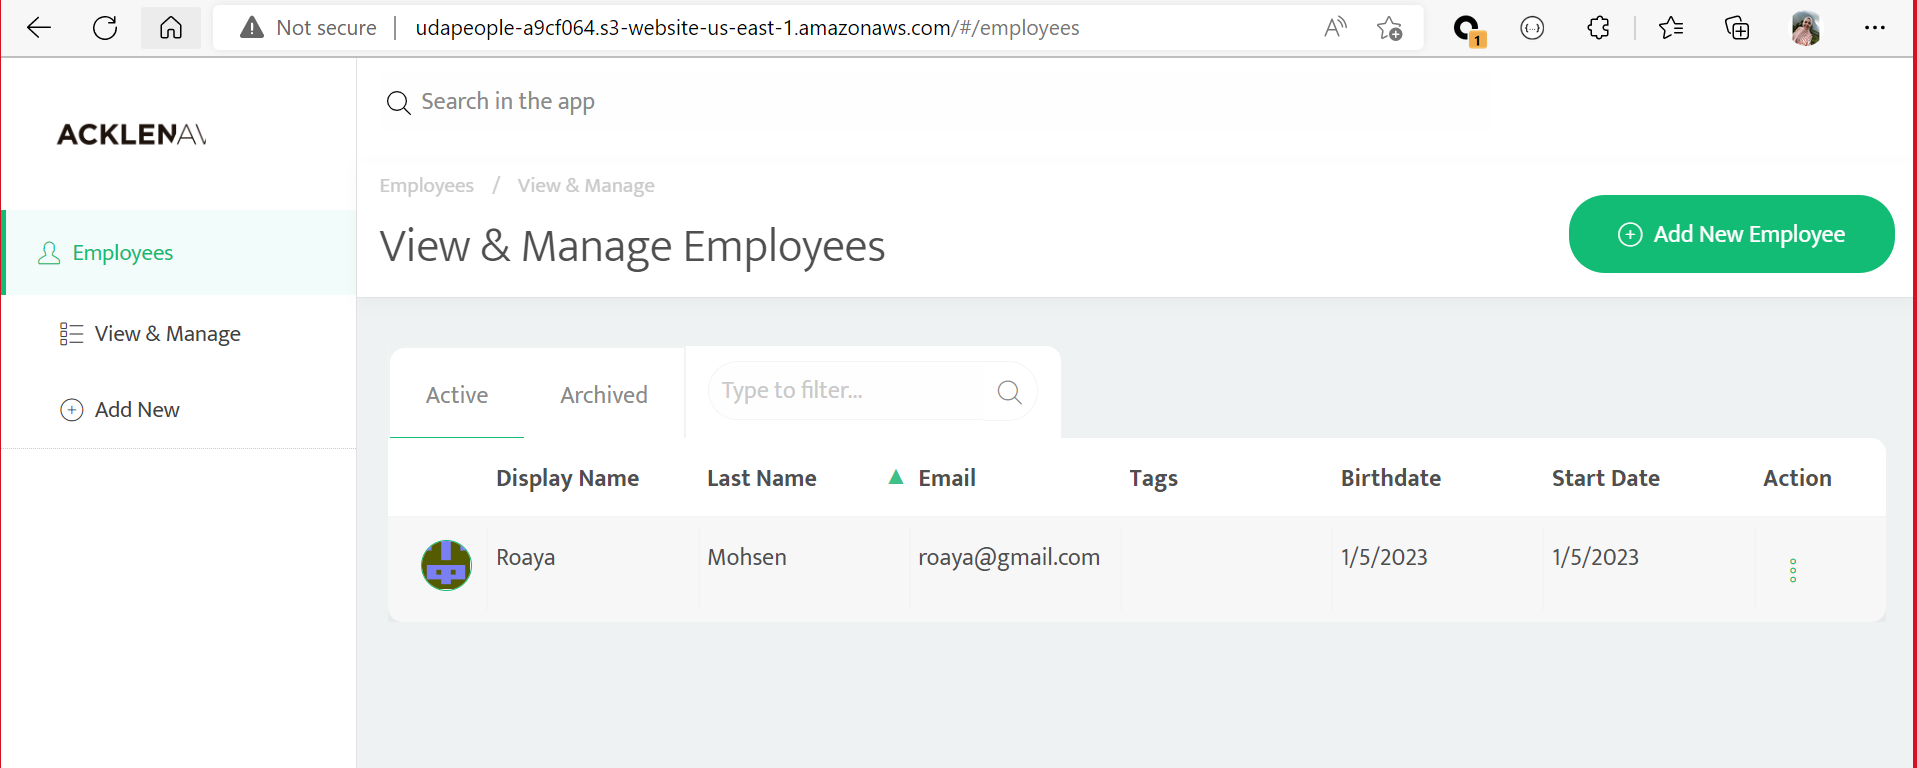 Not secure | udapeople-a9cf064.s3-website-us-east-1.amazonaws.com/#/employees
1
Search in the app
ACKLENAV
Employees / View & Manage
View & Manage Employees
Add New Employee
Employees
View & Manage
Add New
Active Archived Type to filter...
Display Name Last Name Email Tags Birthdate Start Date Action
Roaya Mohsen roaya@gmail.com 1/5/2023 1/5/2023